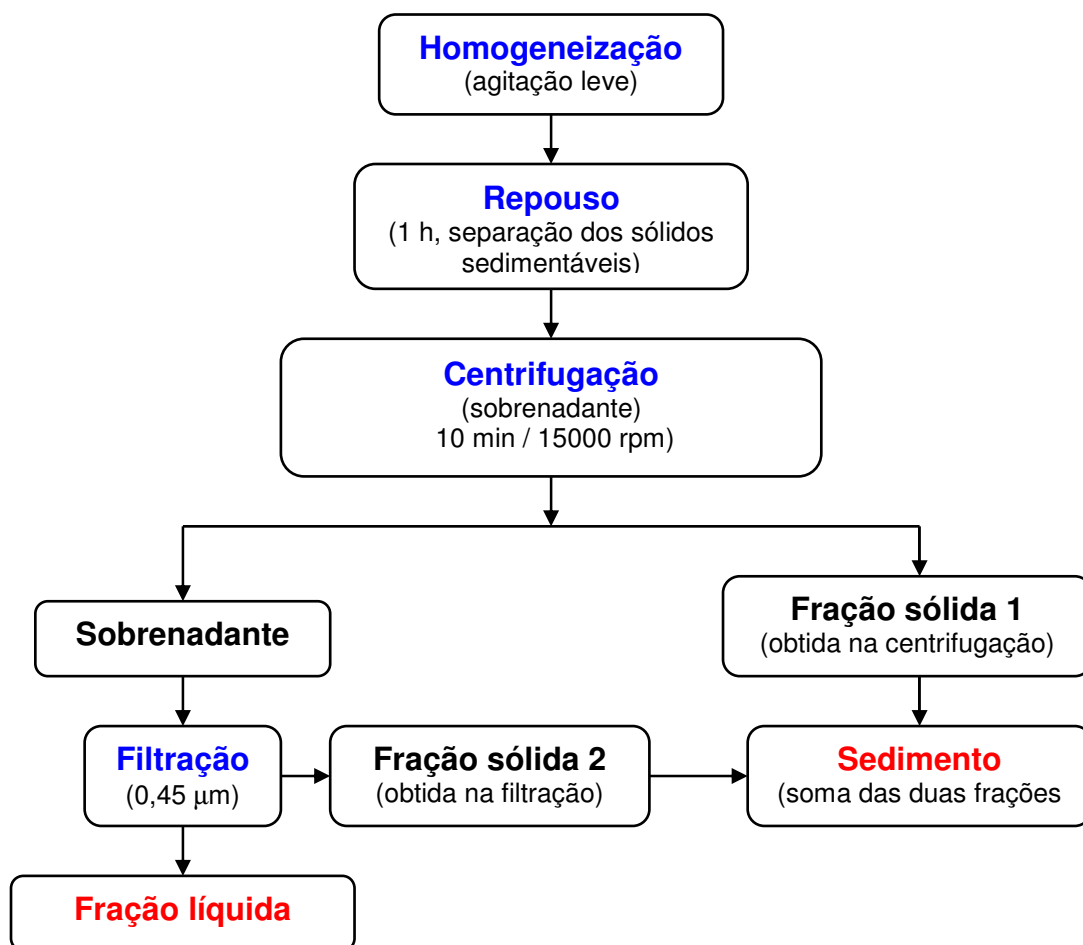 Homogeneização
(agitação leve)
Repouso
(1 h, separação dos sólidos
sedimentáveis)
Centrifugação
(sobrenadante)
10 min / 15000 rpm)
Sobrenadante
Fração sólida 1
(obtida na centrifugação)
Filtração
(0,45 μm)
Fração sólida 2
(obtida na filtração)
Sedimento
(soma das duas frações
Fração líquida